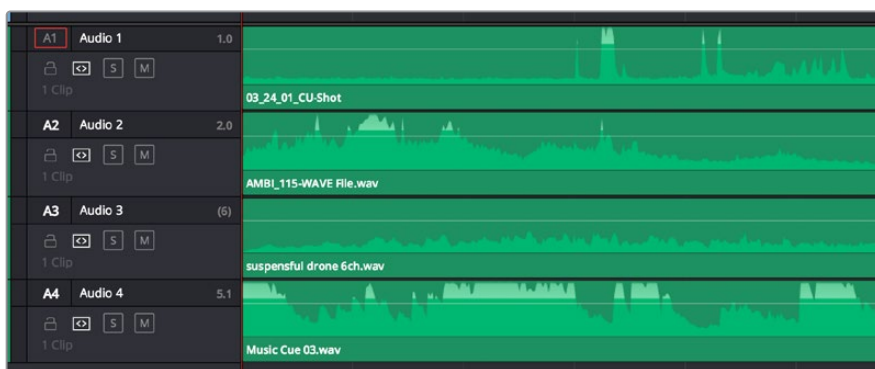 A1 Audio 1 1.0
S M
1 Clip
03_24_01_CU-Shot
A2 Audio 2 2.0
S M
1 Clip
AMBI_115-WAVE File.wav
A3 Audio 3 (6)
S M
1 Clip
suspensful drone 6ch.wav
A4 Audio 4 5.1
S M
1 Clip
Music Cue 03.wav